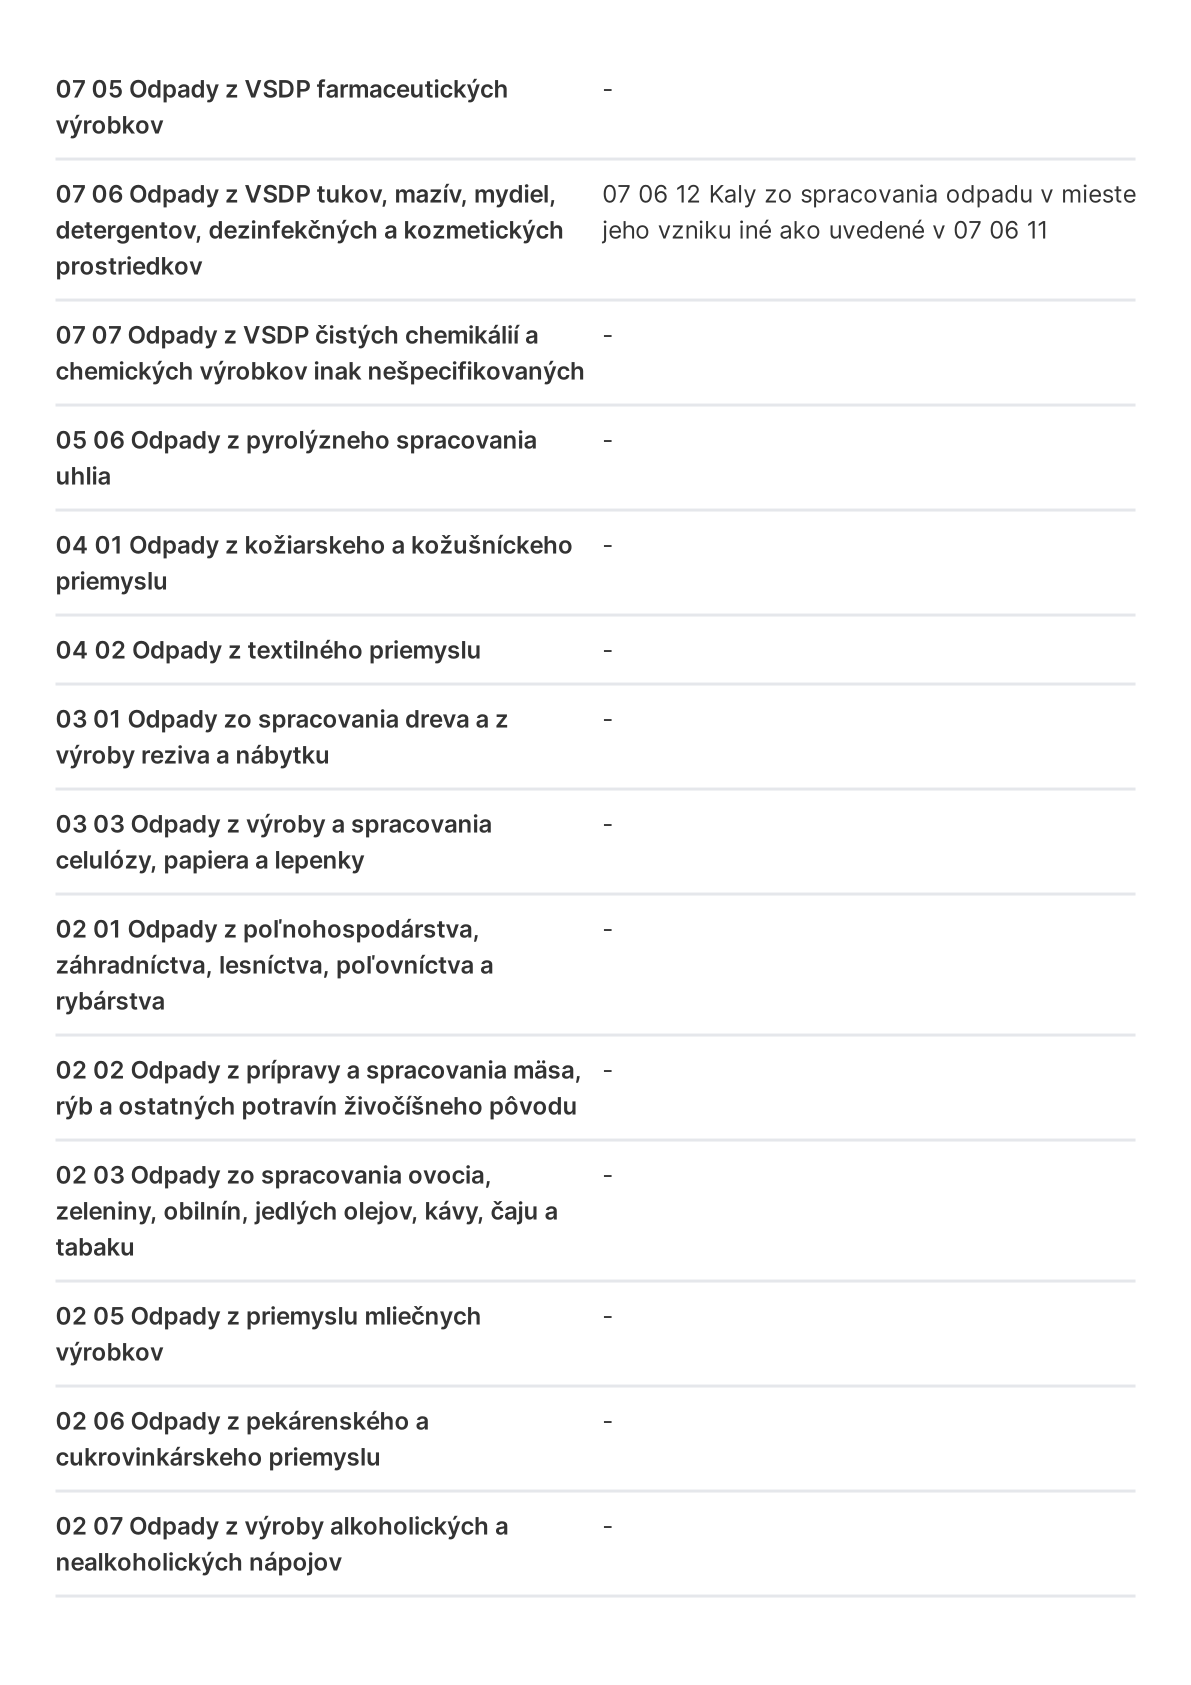 07 05 Odpady z VSDP farmaceutických -
výrobkov
07 06 Odpady z VSDP tukov, mazív, mydiel, 07 06 12 Kaly zo spracovania odpadu v mieste
detergentov, dezinfekčných a kozmetických jeho vzniku iné ako uvedené v 07 06 11
prostriedkov
07 07 Odpady z VSDP čistých chemikálií a -
chemických výrobkov inak nešpecifikovaných
05 06 Odpady z pyrolýzneho spracovania -
uhlia
04 01 Odpady z kožiarskeho a kožušníckeho -
priemyslu
04 02 Odpady z textilného priemyslu -
03 01 Odpady zo spracovania dreva a z -
výroby reziva a nábytku
03 03 Odpady z výroby a spracovania -
celulózy, papiera a lepenky
02 01 Odpady z poľnohospodárstva, -
záhradníctva, lesníctva, poľovníctva a
rybárstva
02 02 Odpady z prípravy a spracovania mäsa, -
rýb a ostatných potravín živočíšneho pôvodu
02 03 Odpady zo spracovania ovocia, -
zeleniny, obilnín, jedlých olejov, kávy, čaju a
tabaku
02 05 Odpady z priemyslu mliečnych -
výrobkov
02 06 Odpady z pekárenského a -
cukrovinkárskeho priemyslu
02 07 Odpady z výroby alkoholických a -
nealkoholických nápojov